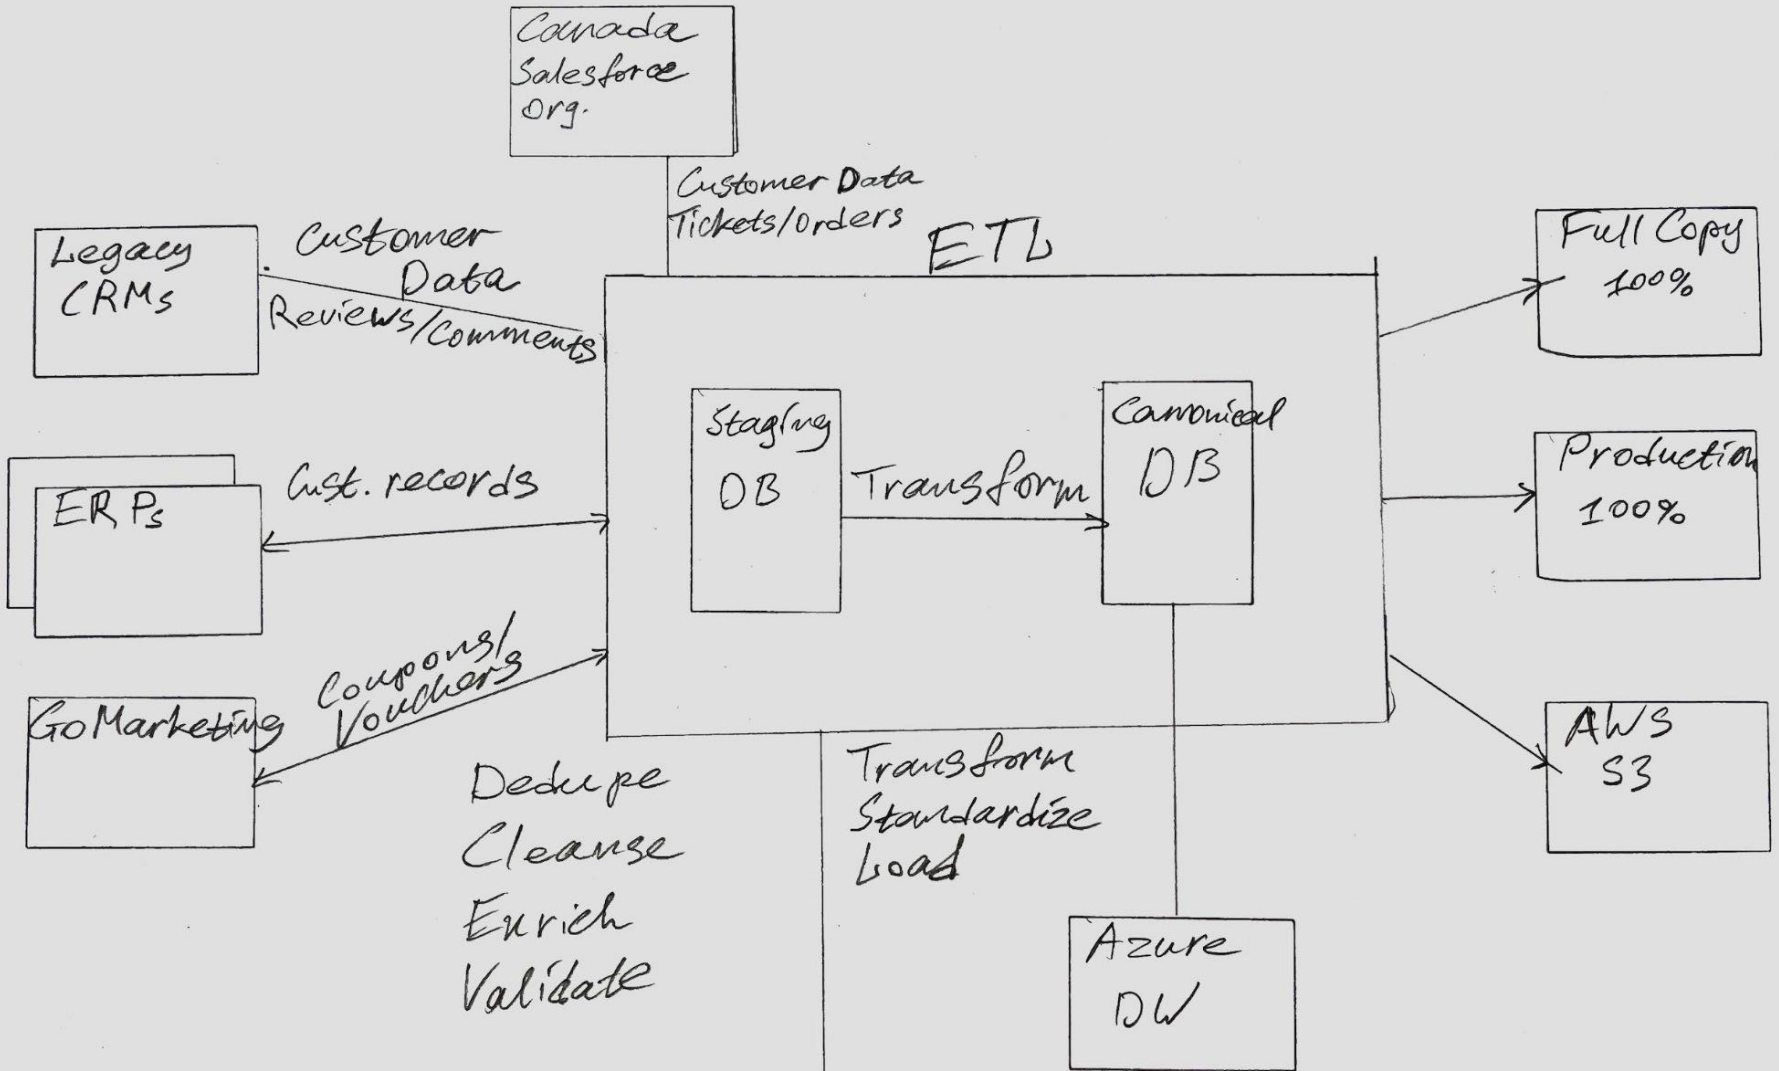 Canada
Salesforce
org.
Customer Data
Tickets/orders
ETL
Legacy
CRMs
Customer
Data
Reviews/Comments
Full Copy
100%
Staging
DB
Transform
Canonical
DB
ERPs
Cust. records
Production
100%
GoMarketing
Coupons/
Vouchers
AWS
S3
Dedupe
Cleanse
Enrich
Validate
Transform
Standardize
Load
Azure
DW